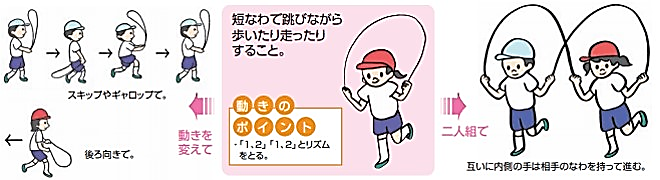 スキップやギャロップで。
後ろ向きで。
動きを
変えて
短なわで跳びながら
歩いたり走ったり
すること。
動きの
ポイント
・「1、2」「1、2」とリズム
をとる。
二人組で
互いに内側の手は相手のなわを持って進む。